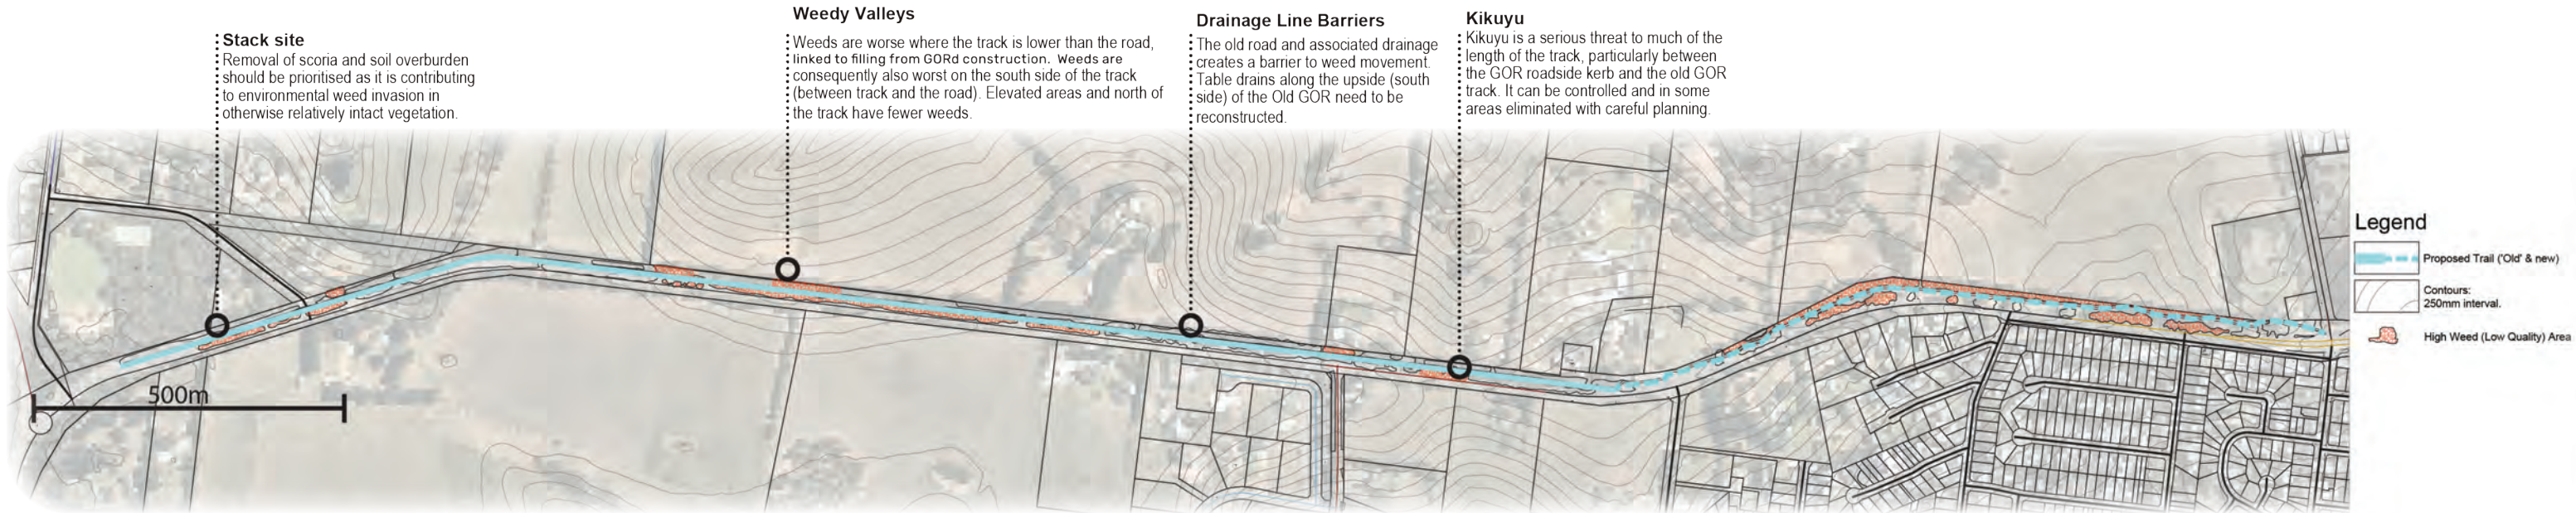 Stack site
Removal of scoria and soil overburden
should be prioritised as it is contributing
to environmental weed invasion in
otherwise relatively intact vegetation.
Weedy Valleys
Weeds are worse where the track is lower than the road,
linked to filling from GORd construction. Weeds are
consequently also worst on the south side of the track
(between track and the road). Elevated areas and north of
the track have fewer weeds.
Drainage Line Barriers
The old road and associated drainage
creates a barrier to weed movement.
Table drains along the upside (south
side) of the Old GOR need to be
reconstructed.
Kikuyu
Kikuyu is a serious threat to much of the
length of the track, particularly between
the GOR roadside kerb and the old GOR
track. It can be controlled and in some
areas eliminated with careful planning.
500m
Legend
Proposed Trail ('Old' & new)
Contours:
250mm interval.
High Weed (Low Quality) Area